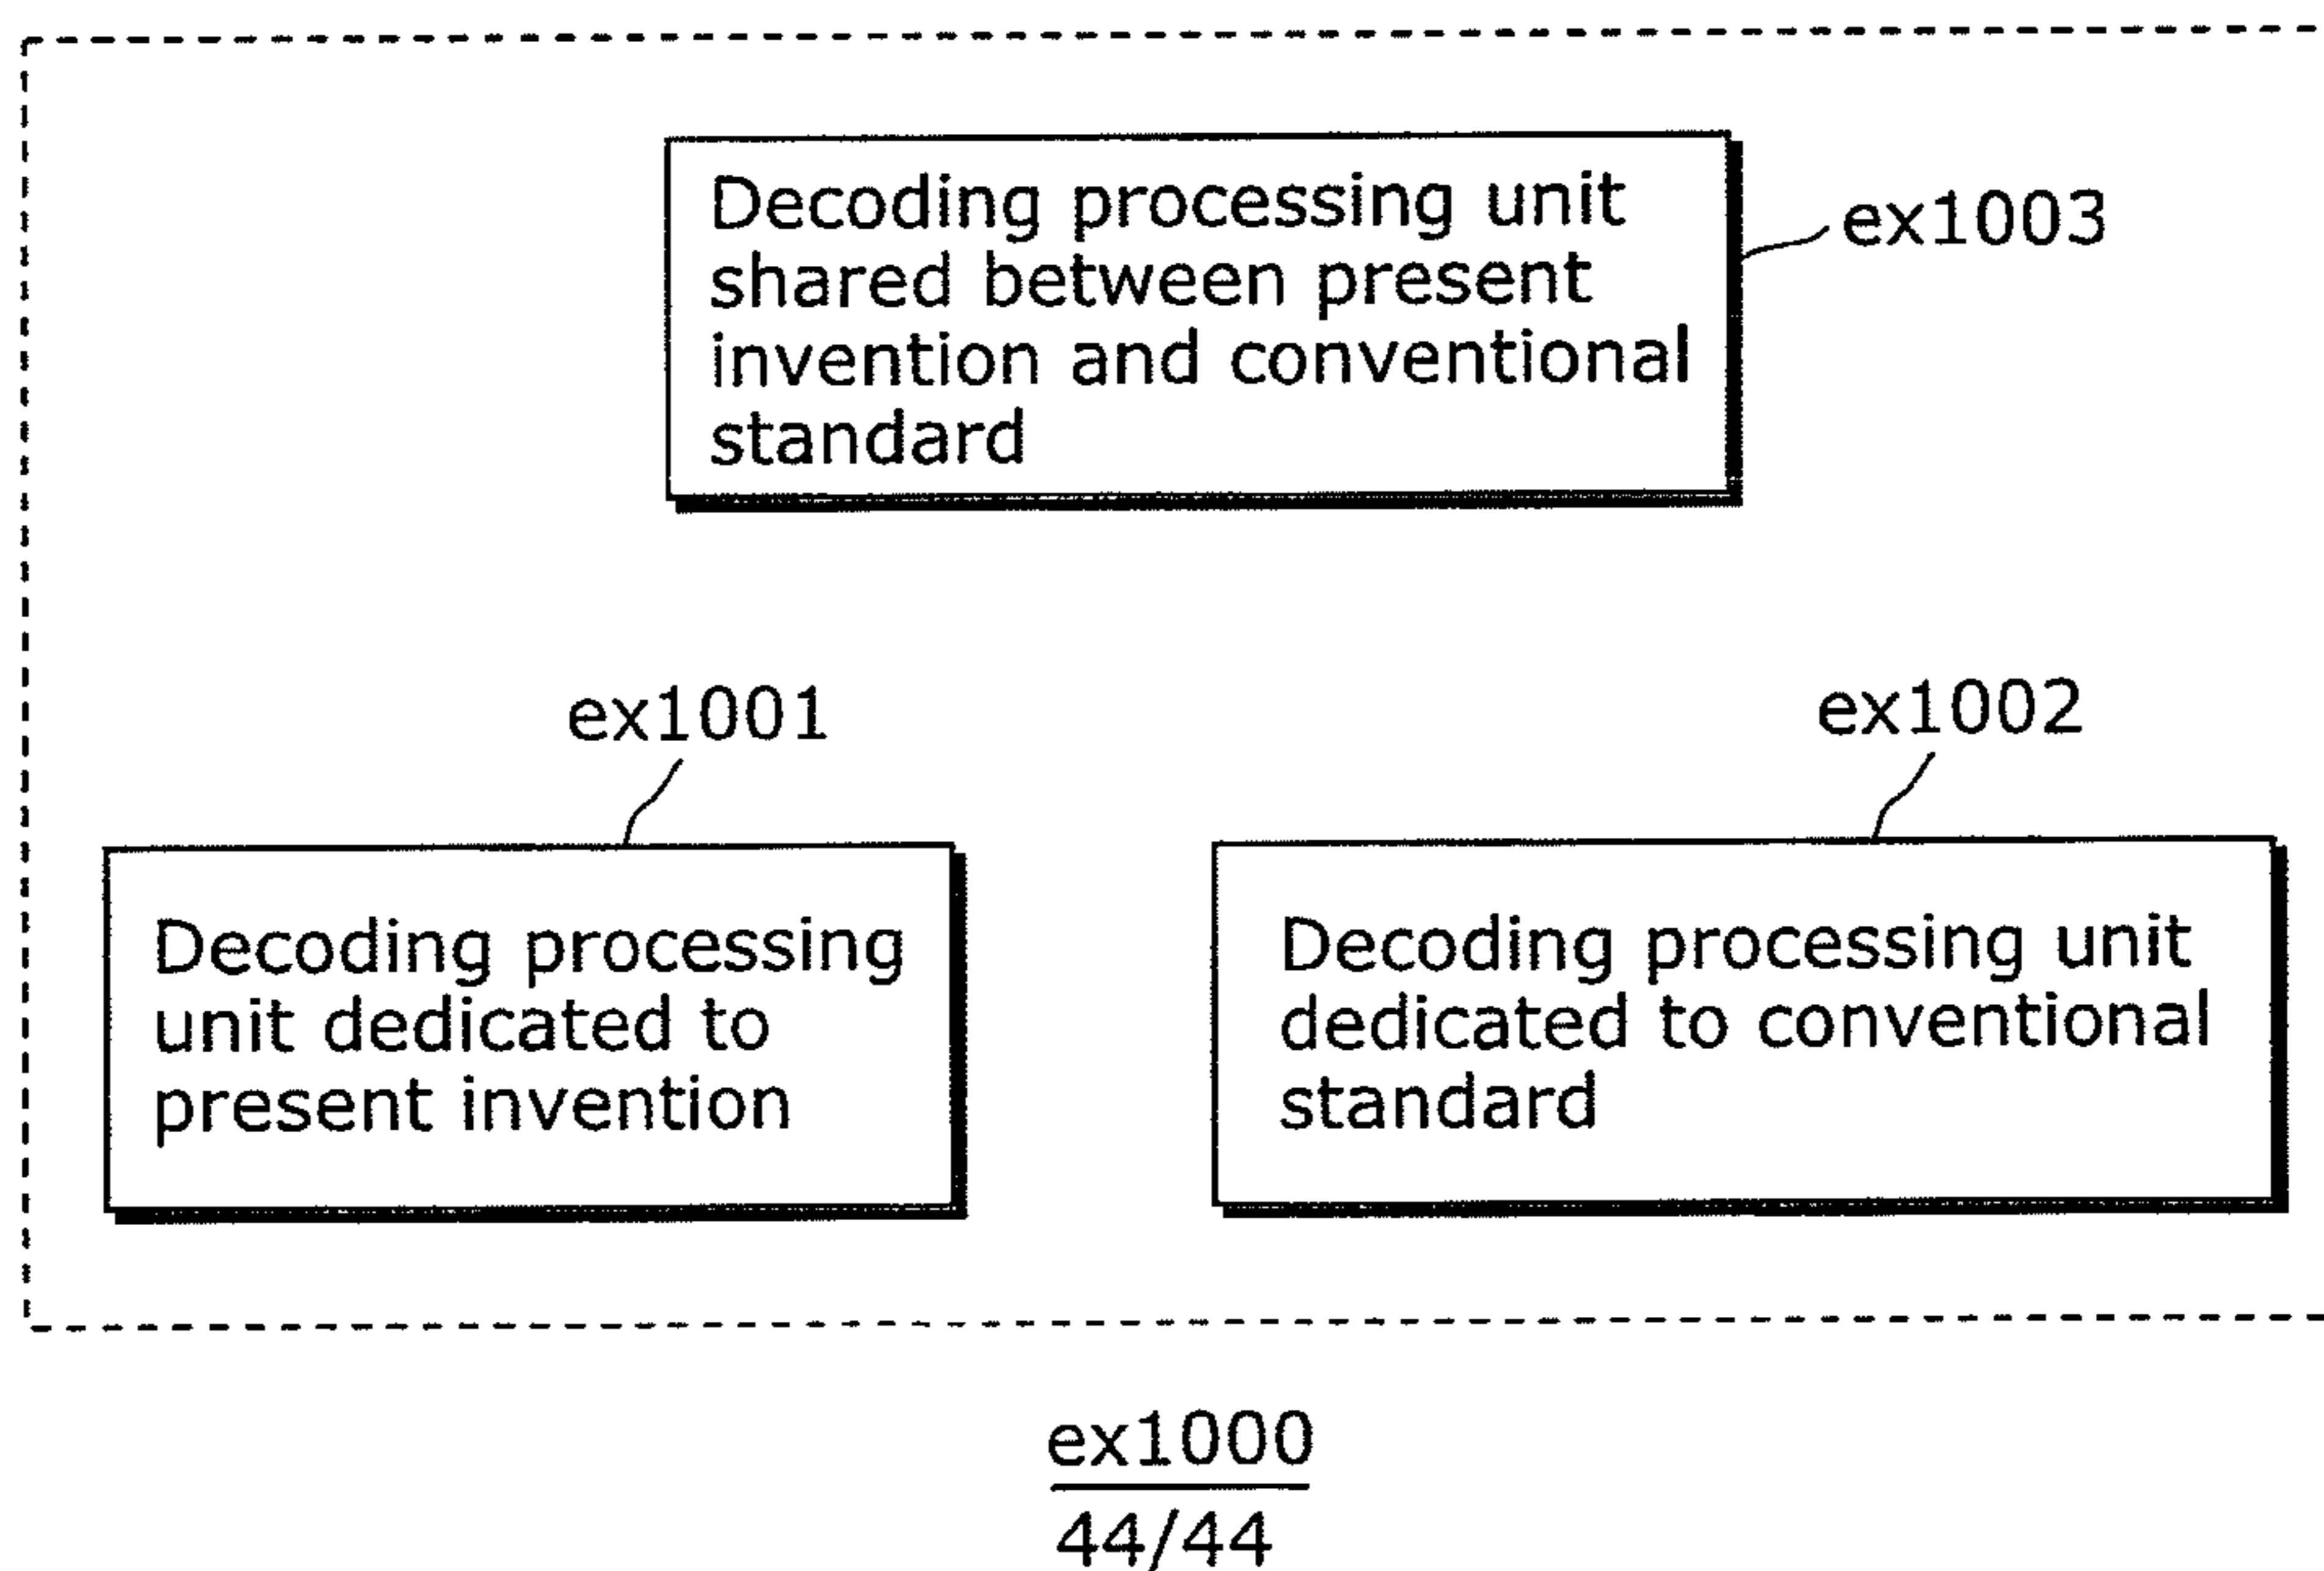 Decoding processing unit
shared between present
invention and conventional
standard
ex1003
ex1001
ex1002
Decoding processing
unit dedicated to
present invention
Decoding processing unit
dedicated to conventional
standard
ex1000
44/44